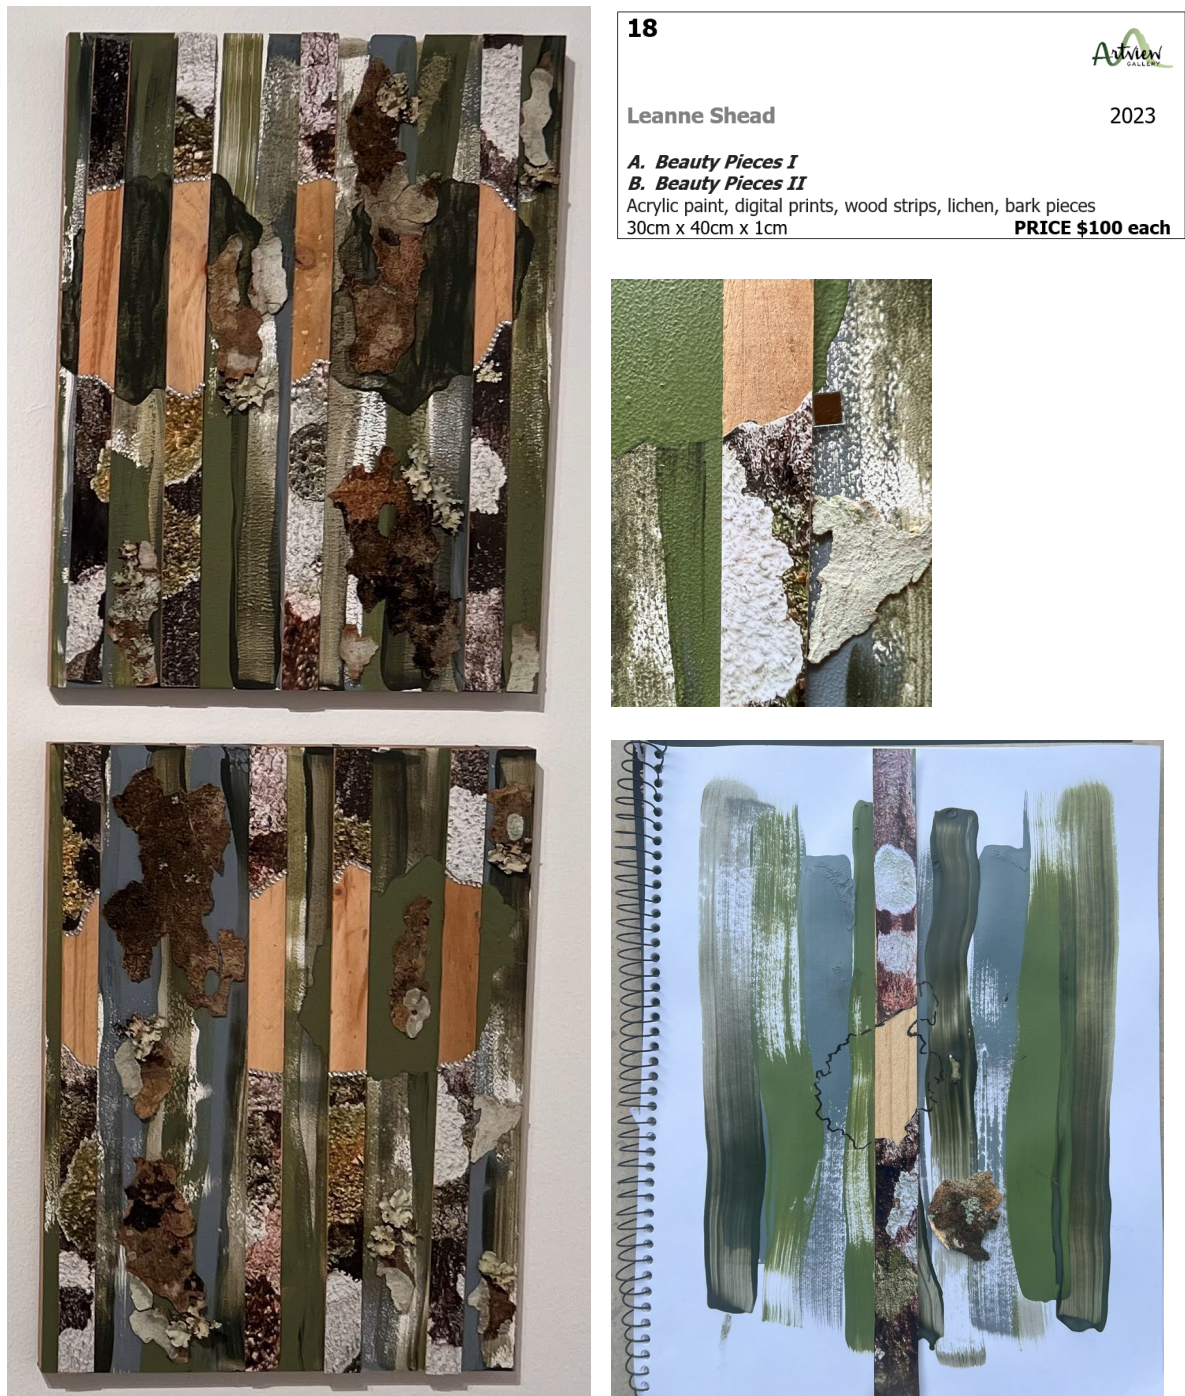 18
Artview
GALLERY
Leanne Shead 2023
A. Beauty Pieces I
B. Beauty Pieces II
Acrylic paint, digital prints, wood strips, lichen, bark pieces
30cm x 40cm x 1cm PRICE $100 each